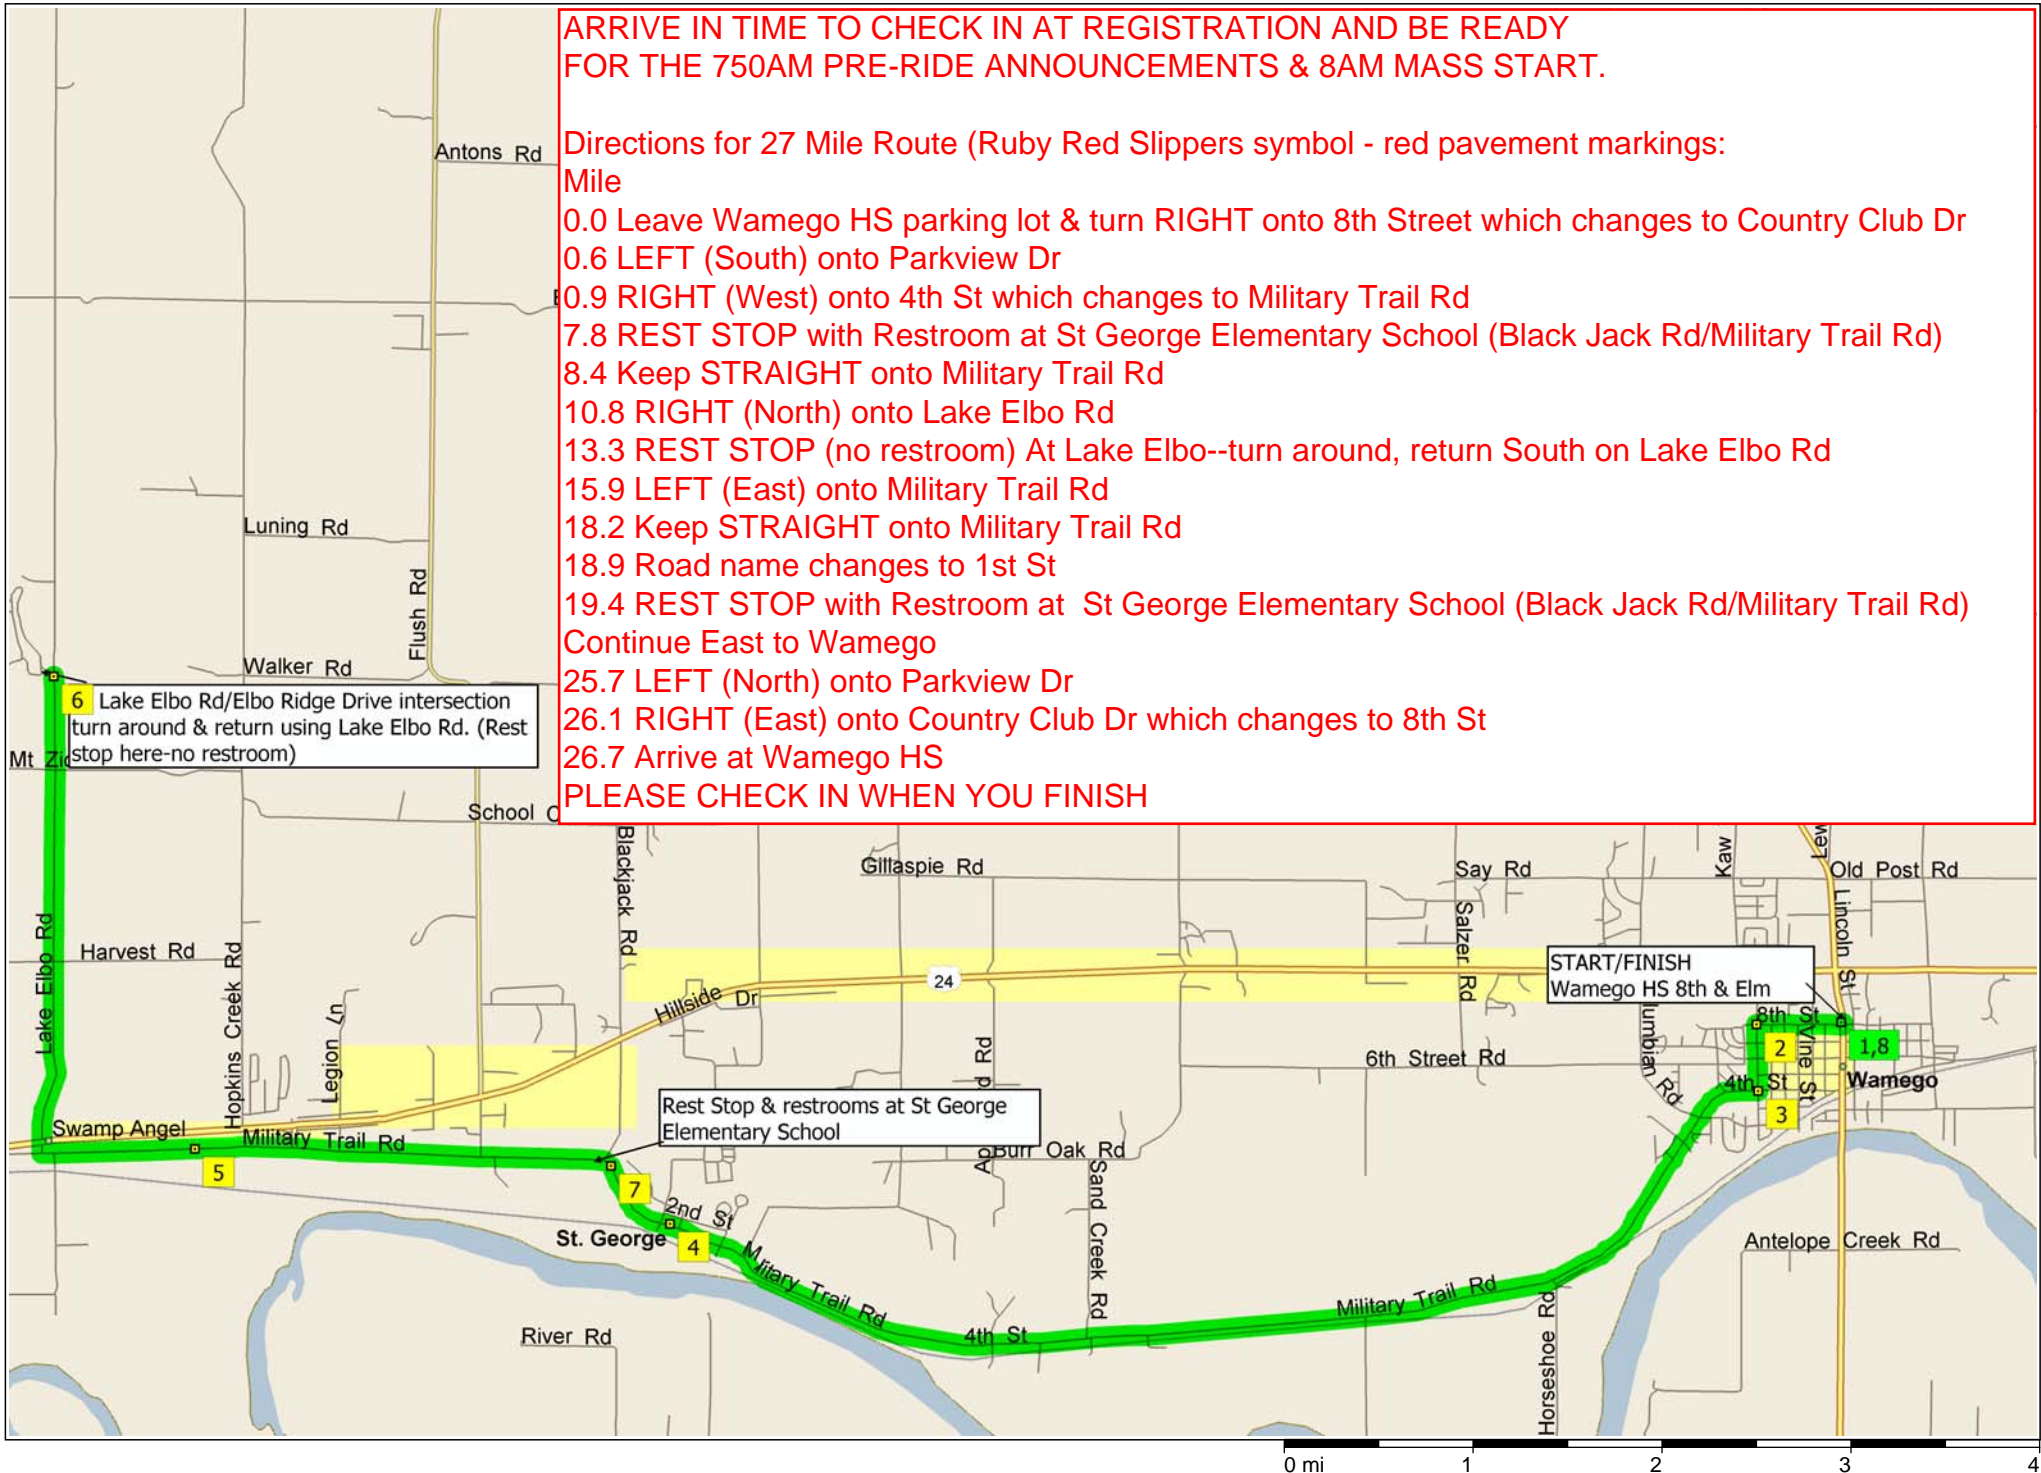 ARRIVE IN TIME TO CHECK IN AT REGISTRATION AND BE READY
FOR THE 750AM PRE-RIDE ANNOUNCEMENTS & 8AM MASS START.
Directions for 27 Mile Route (Ruby Red Slippers symbol - red pavement markings:
Mile
0.0 Leave Wamego HS parking lot & turn RIGHT onto 8th Street which changes to Country Club Dr
0.6 LEFT (South) onto Parkview Dr
0.9 RIGHT (West) onto 4th St which changes to Military Trail Rd
7.8 REST STOP with Restroom at St George Elementary School (Black Jack Rd/Military Trail Rd)
8.4 Keep STRAIGHT onto Military Trail Rd
10.8 RIGHT (North) onto Lake Elbo Rd
13.3 REST STOP (no restroom) At Lake Elbo--turn around, return South on Lake Elbo Rd
15.9 LEFT (East) onto Military Trail Rd
18.2 Keep STRAIGHT onto Military Trail Rd
18.9 Road name changes to 1st St
19.4 REST STOP with Restroom at  St George Elementary School (Black Jack Rd/Military Trail Rd)
Continue East to Wamego
25.7 LEFT (North) onto Parkview Dr
26.1 RIGHT (East) onto Country Club Dr which changes to 8th St
26.7 Arrive at Wamego HS
PLEASE CHECK IN WHEN YOU FINISH
Antons Rd
Luning Rd
Flush Rd
Walker Rd
6 Lake Elbo Rd/Elbo Ridge Drive intersection
turn around & return using Lake Elbo Rd. (Rest
stop here-no restroom)
Mt
School
Blackjack Rd
Gillaspie Rd
Say Rd
Kaw
Lew
Old Post Rd
Lincoln St
Salzer Rd
Harvest Rd
Lake Elbo Rd
Hopkins Creek Rd
Legion Ln
Hillside Dr
24
START/FINISH
Wamego HS 8th & Elm
8th St
Vine St
2
1,8
Wamego
6th Street Rd
umbian Rd
4th St
3
Rest Stop & restrooms at St George
Elementary School
Swamp Angel
Military Trail Rd
5
7
2nd St
St. George
4
Burr Oak Rd
Sand Creek Rd
Military Trail Rd
4th St
Military Trail Rd
Horseshoe Rd
Antelope Creek Rd
River Rd
0 mi
1
2
3
4